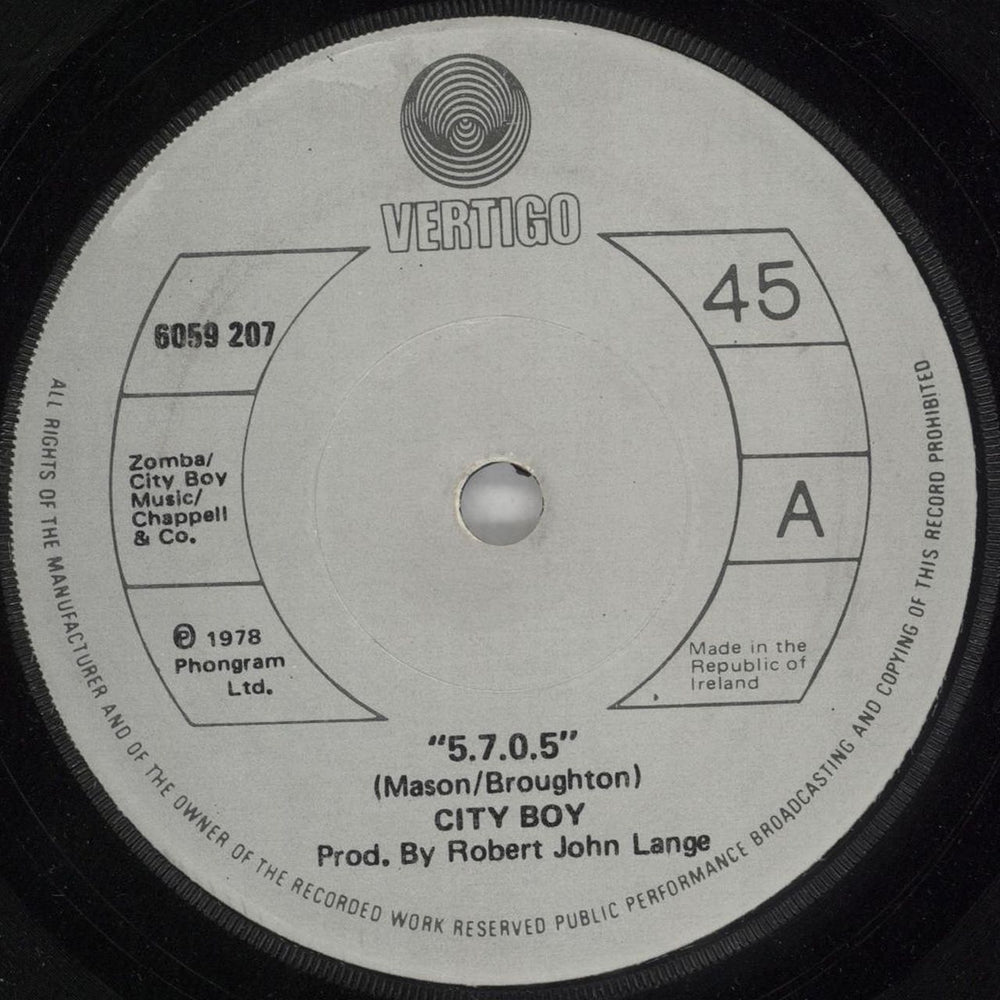 VERTIGO
6059 207
45
Zomba/
City Boy
Music/
Chappell
& Co.
A
Ⓟ 1978
Phongram
Ltd.
Made in the
Republic of
Ireland
"5.7.0.5"
(Mason/Broughton)
CITY BOY
Prod. By Robert John Lange
ALL RIGHTS OF THE MANUFACTURER AND OF THE OWNER OF THE RECORDED WORK RESERVED PUBLIC PERFORMANCE BROADCASTING AND COPYING OF THIS RECORD PROHIBITED